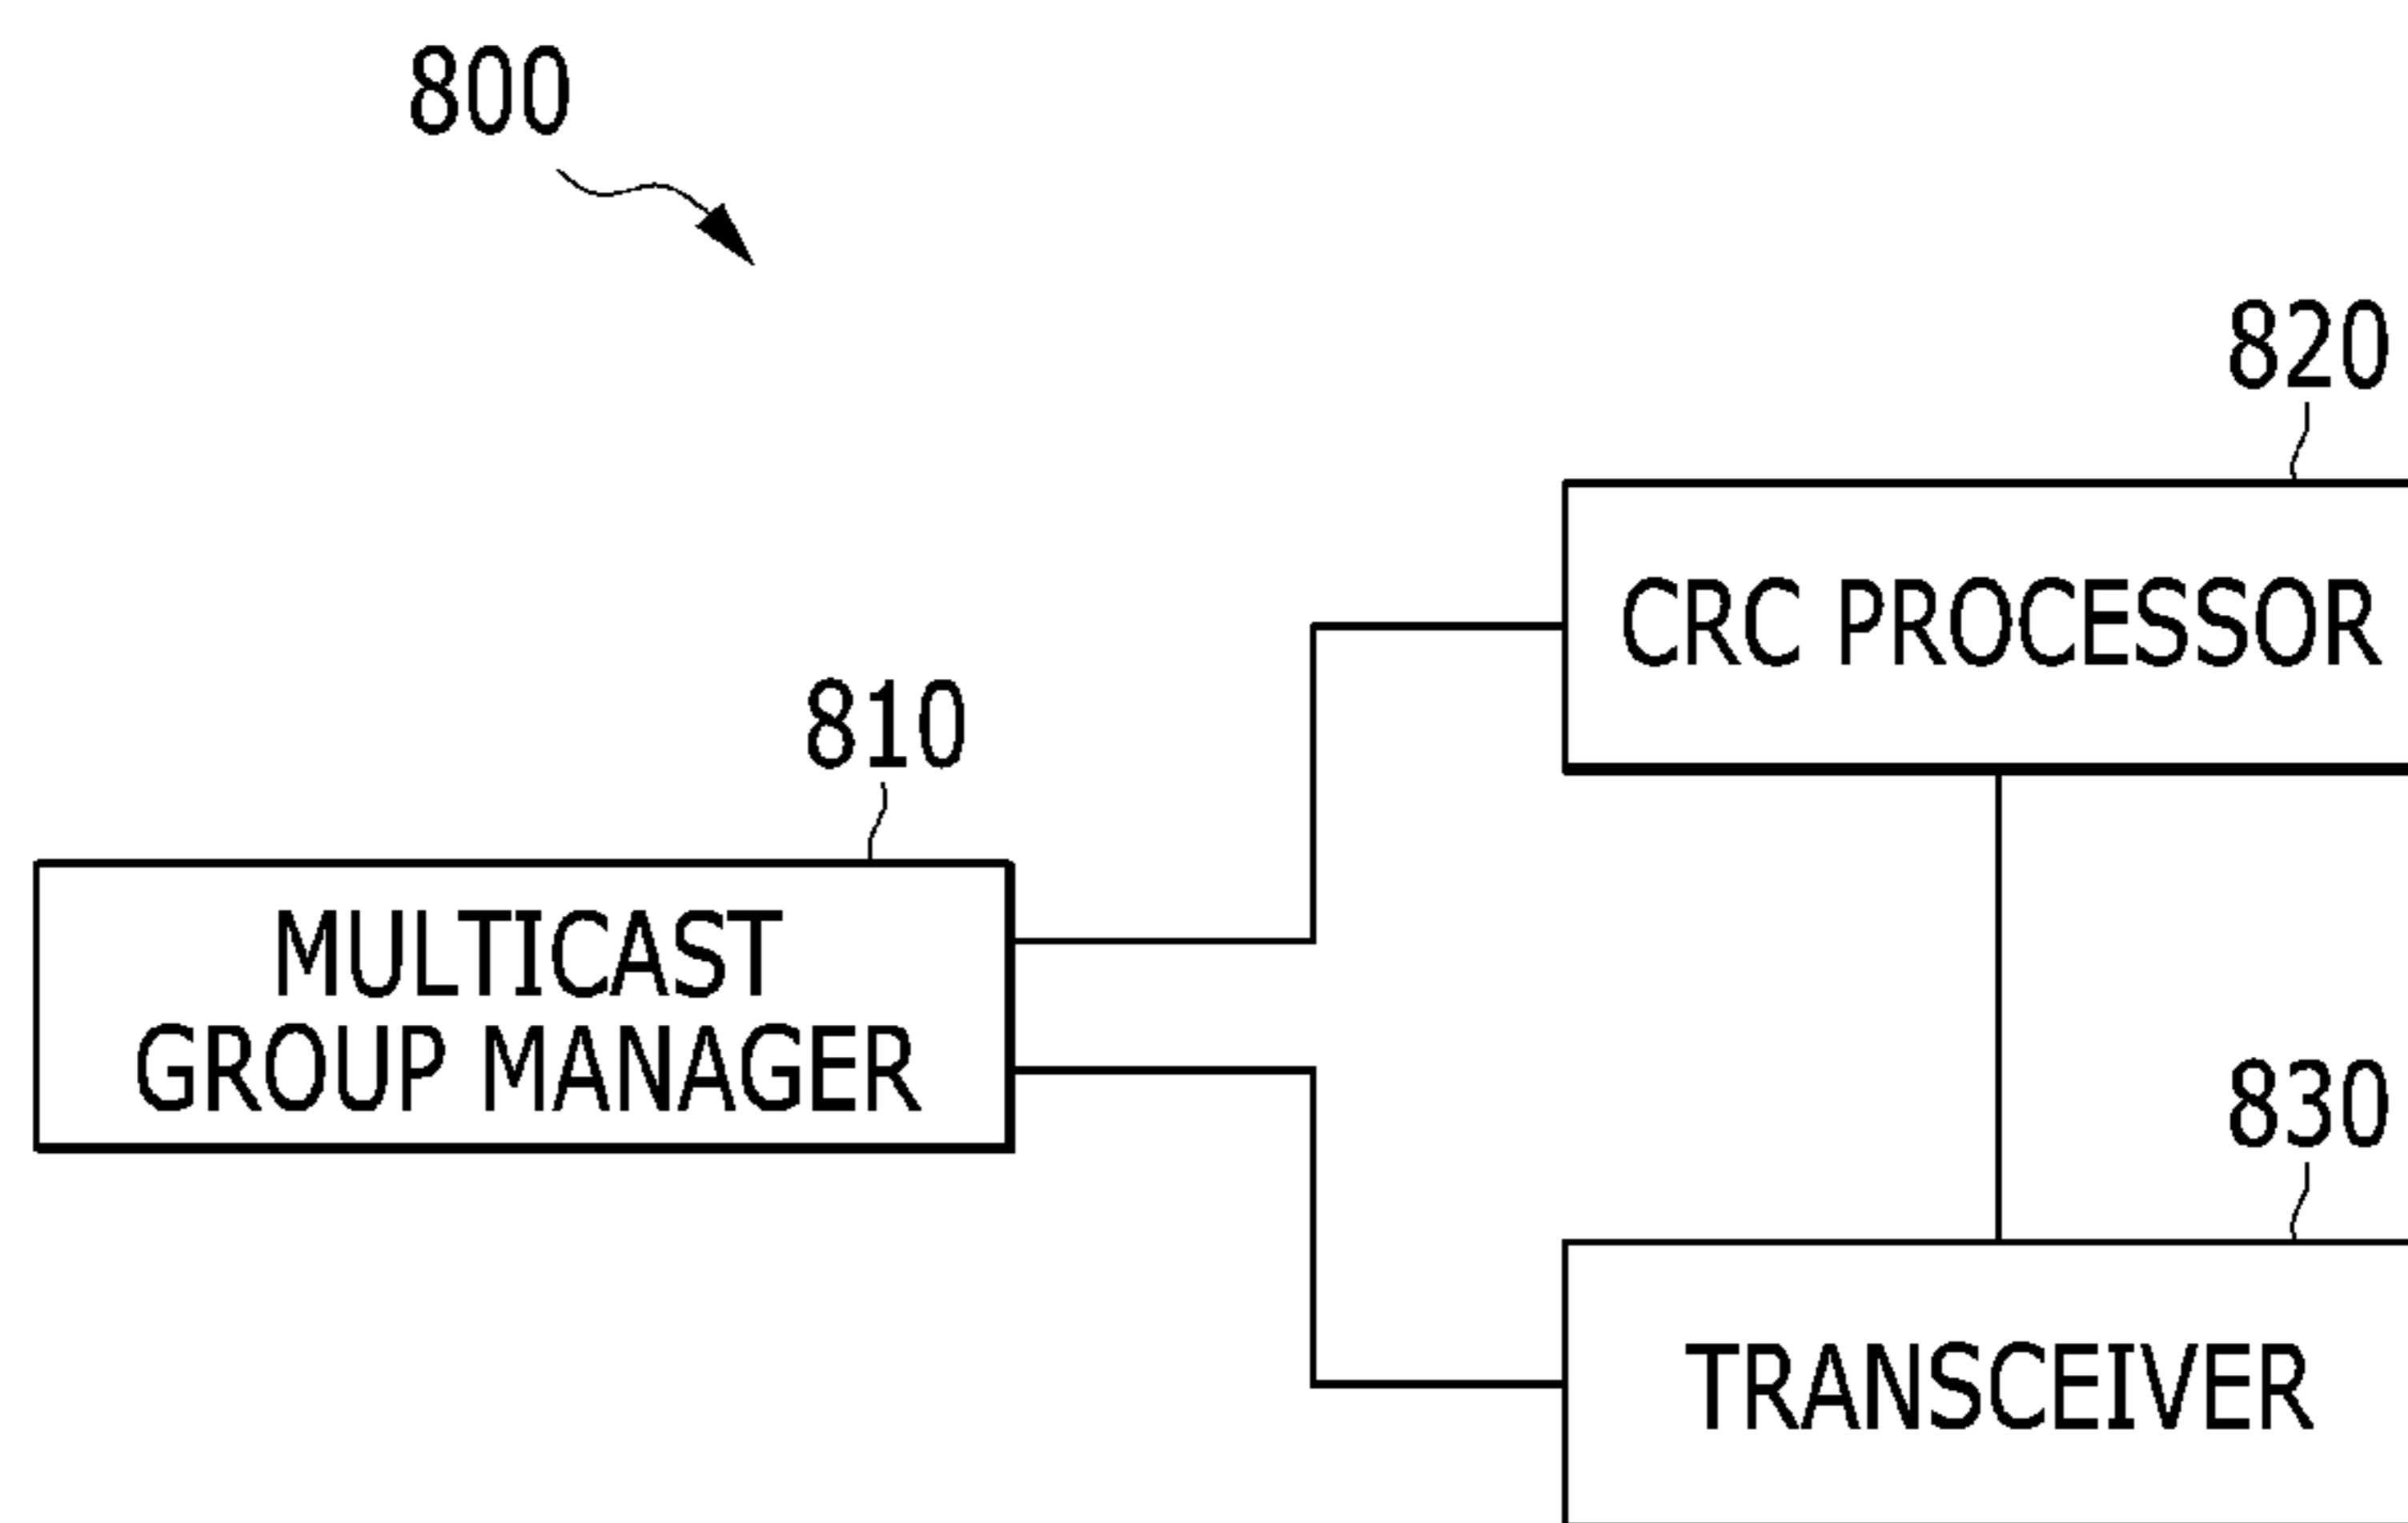 800
820
CRC PROCESSOR
810
MULTICAST
GROUP MANAGER
830
TRANSCEIVER